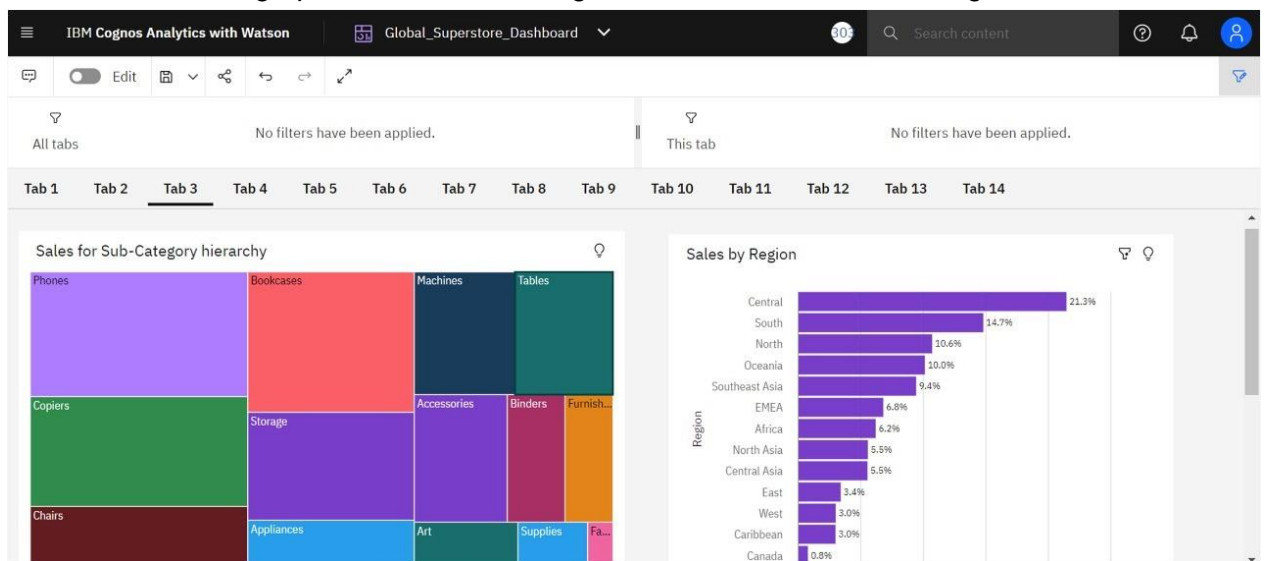 IBM Cognos Analytics with Watson
Global_Superstore_Dashboard
303
Search content
Edit
All tabs
No filters have been applied.
This tab
No filters have been applied.
Tab 1 Tab 2 Tab 3 Tab 4 Tab 5 Tab 6 Tab 7 Tab 8 Tab 9 Tab 10 Tab 11 Tab 12 Tab 13 Tab 14
Sales for Sub-Category hierarchy
Phones
Bookcases
Machines
Tables
Copiers
Storage
Accessories
Binders
Furnish...
Chairs
Appliances
Art
Supplies
Fa...
Sales by Region
Region
Central 21.3%
South 14.7%
North 10.6%
Oceania 10.0%
Southeast Asia 9.4%
EMEA 6.8%
Africa 6.2%
North Asia 5.5%
Central Asia 5.5%
East 3.4%
West 3.0%
Caribbean 3.0%
Canada 0.8%